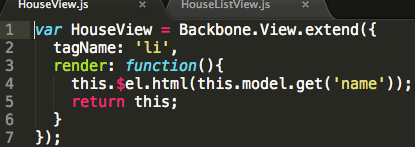 HouseView.js × HouseListView.js ×
1 var HouseView = Backbone.View.extend({
2   tagName: 'li',
3   render: function(){
4     this.$el.html(this.model.get('name'));
5     return this;
6   }
7 });